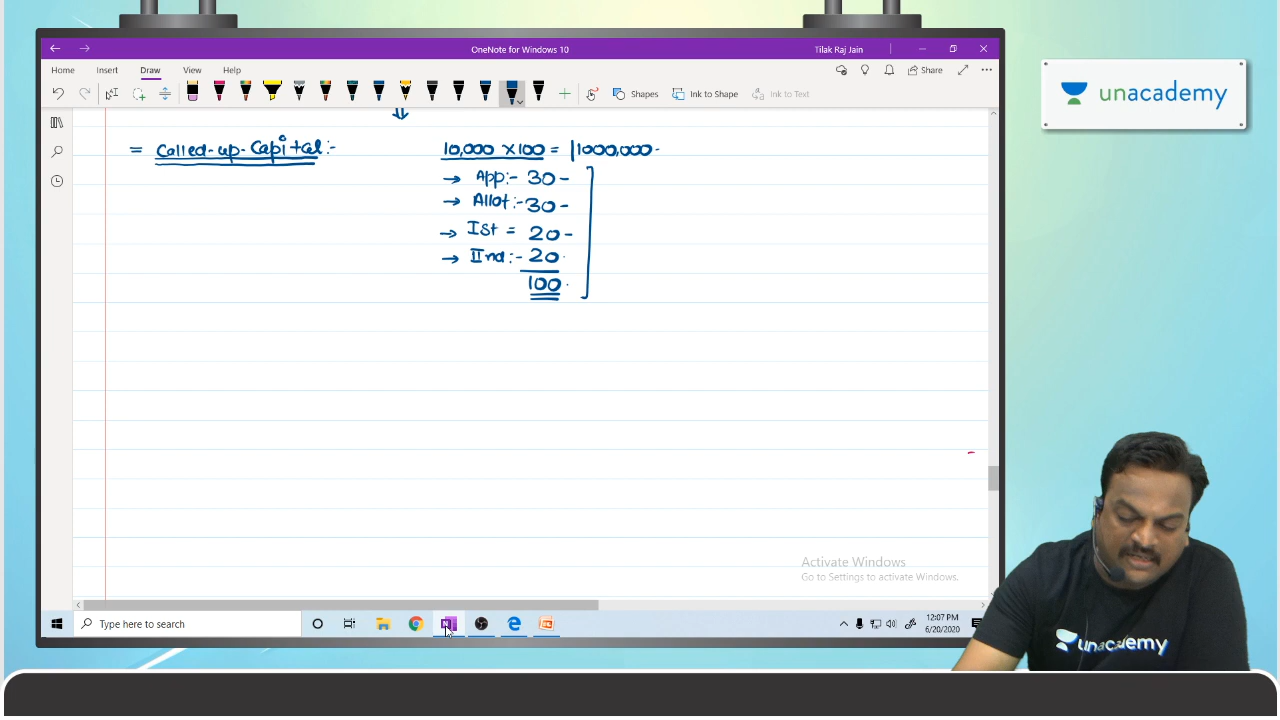 OneNote for Windows 10
Tilak Raj Jain
Home Insert Draw View Help
Share
Shapes Ink to Shape Ink to Text
unacademy
= Called-up-Capital:-
10,000 x100 = 1000,000-
→ App:- 30-
→ Allot:-30-
→ Ist = 20-
→ IInd:- 20
100
Activate Windows
Go to Settings to activate Windows.
Type here to search
12:07 PM
6/20/2020
unacademy